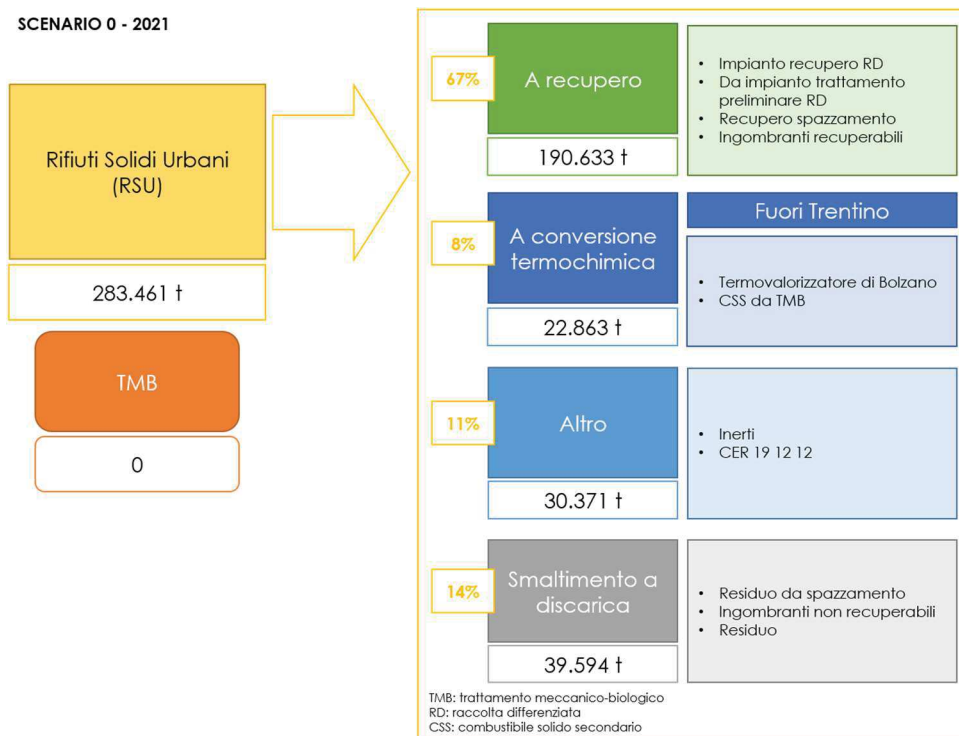 SCENARIO 0 - 2021
Rifiuti Solidi Urbani
(RSU)
283.461 t
TMB
0
67%
A recupero
190.633 t
• Impianto recupero RD
• Da impianto trattamento
preliminare RD
• Recupero spazzamento
• Ingombranti recuperabili
8%
A conversione
termochimica
22.863 t
Fuori Trentino
• Termovalorizzatore di Bolzano
• CSS da TMB
11%
Altro
30.371 t
• Inerti
• CER 19 12 12
14%
Smaltimento a
discarica
39.594 t
• Residuo da spazzamento
• Ingombranti non recuperabili
• Residuo
TMB: trattamento meccanico-biologico
RD: raccolta differenziata
CSS: combustibile solido secondario